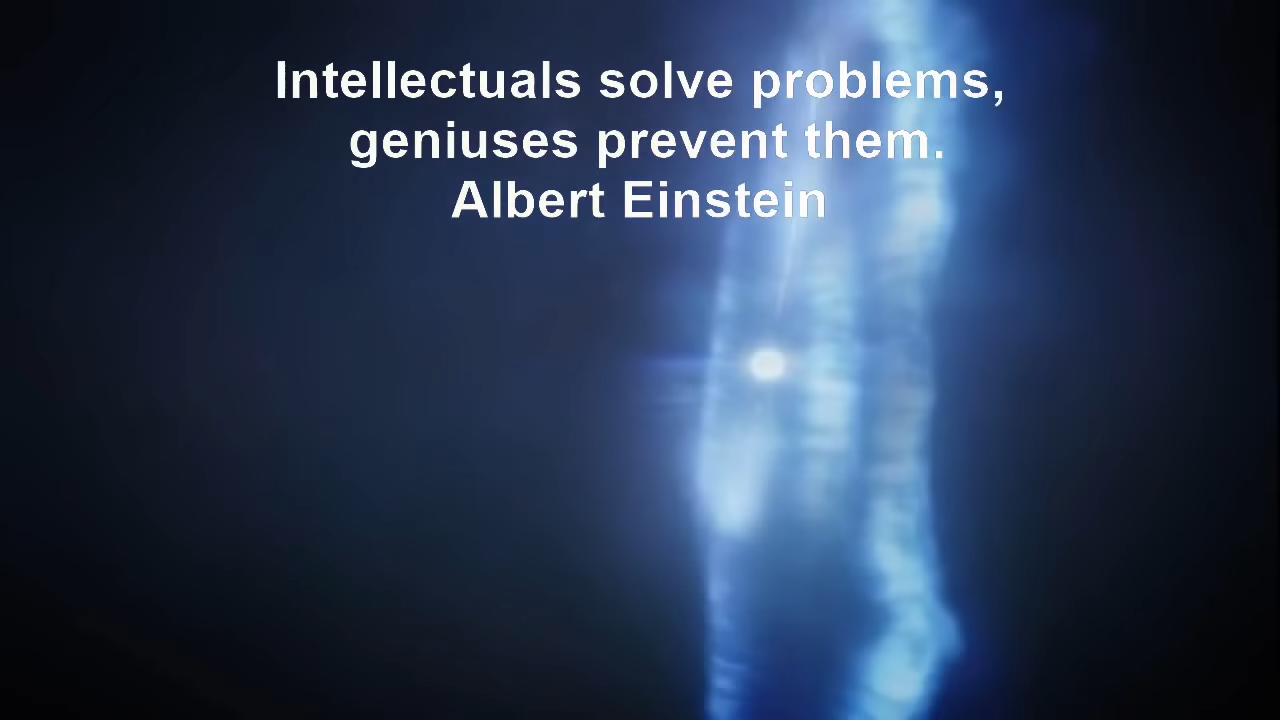 Intellectuals solve problems,
geniuses prevent them.
Albert Einstein